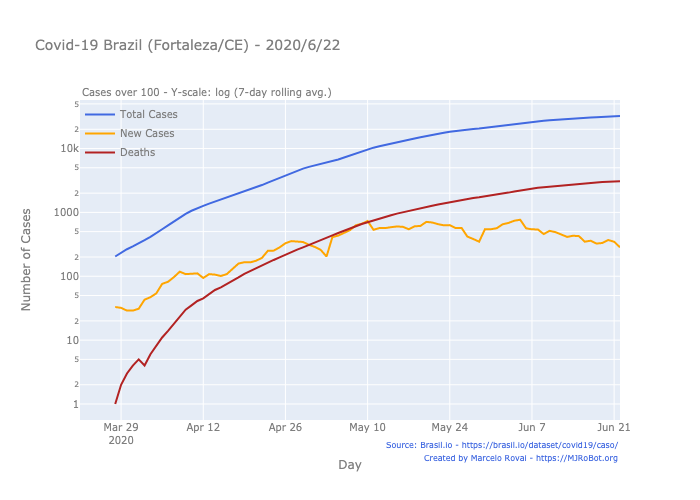 Covid-19 Brazil (Fortaleza/CE) - 2020/6/22
Cases over 100 - Y-scale: log (7-day rolling avg.)
Total Cases
New Cases
Deaths
5
2
10k
5
2
1000
5
2
100
5
2
10
5
2
1
Number of Cases
Mar 29 Apr 12 Apr 26 May 10 May 24 Jun 7 Jun 21
2020
Day
Source: Brasil.io - https://brasil.io/dataset/covid19/caso/
Created by Marcelo Rovai - https://MJRoBot.org